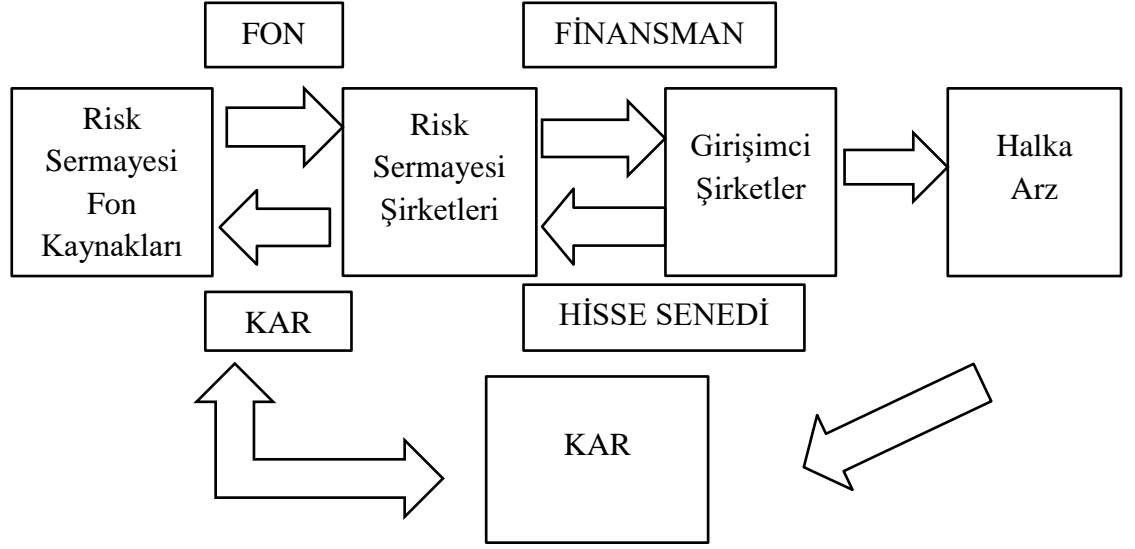 FON
FİNANSMAN
Risk
Sermayesi
Fon
Kaynakları
Risk
Sermayesi
Şirketleri
Girişimci
Şirketler
Halka
Arz
KAR
HİSSE SENEDİ
KAR